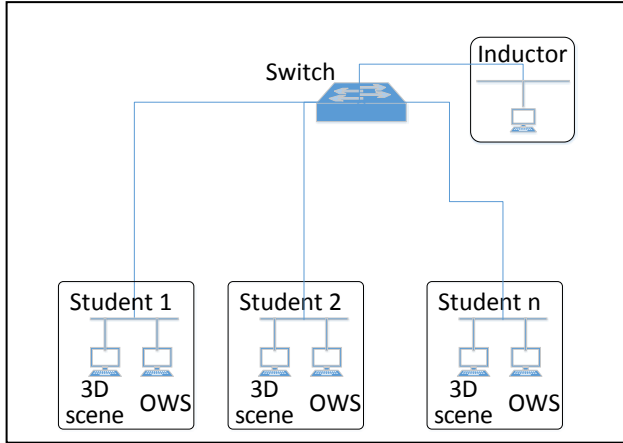 Inductor
Switch
Student 1
Student 2
Student n
3D
scene
OWS
3D
scene
OWS
3D
scene
OWS